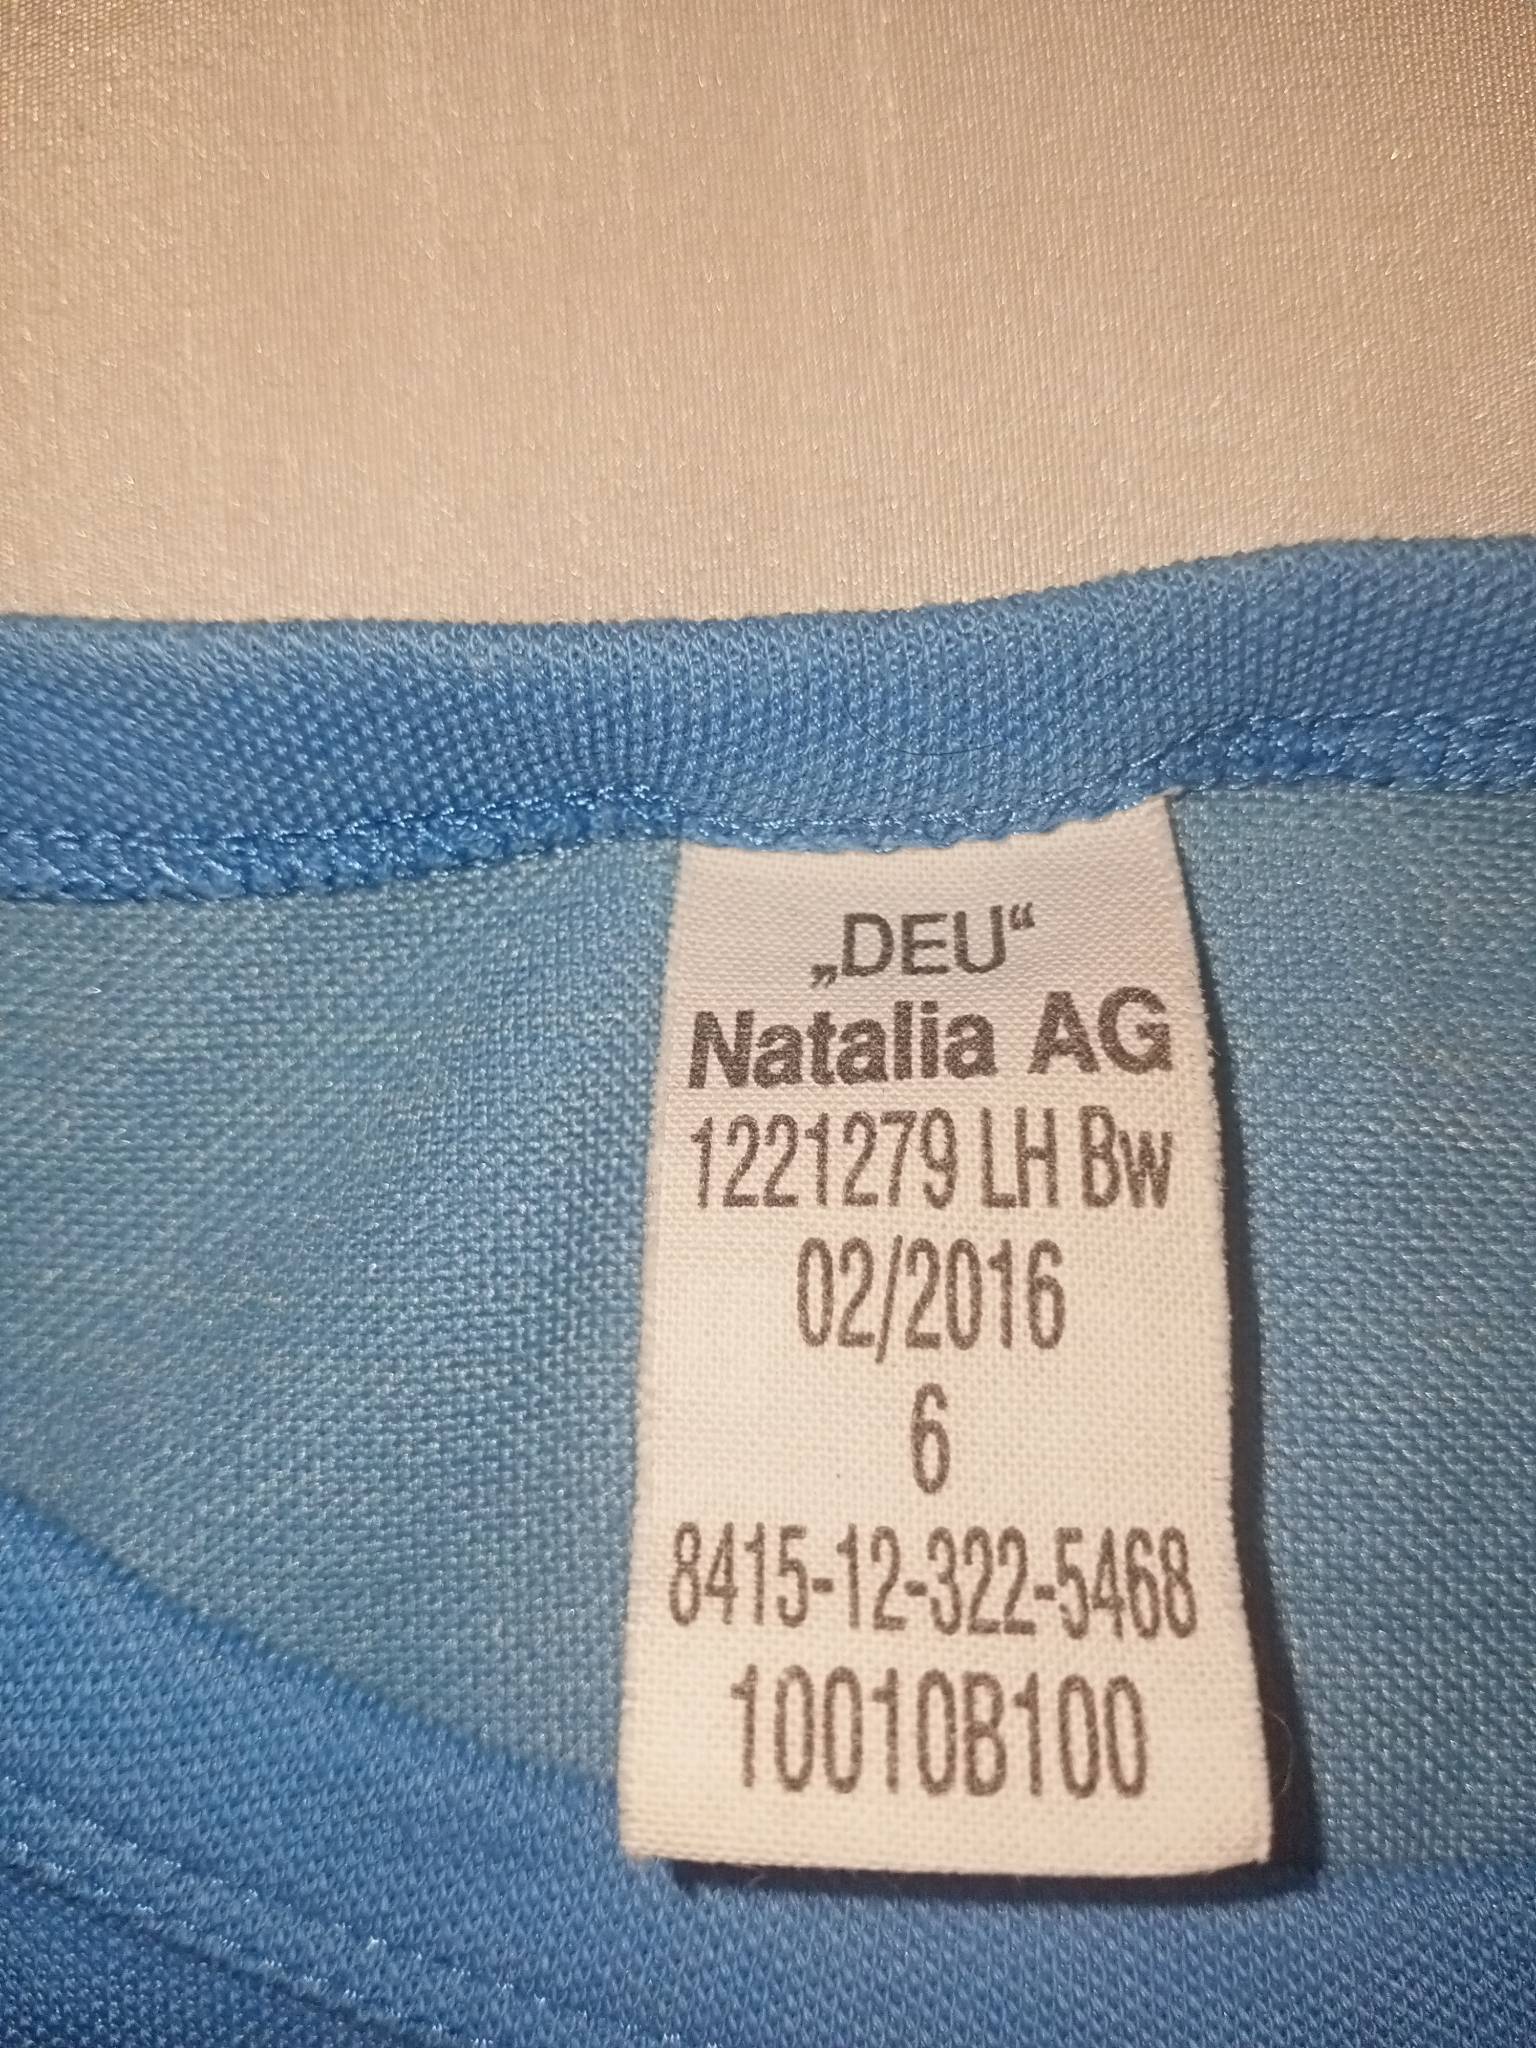 „DEU“
Natalia AG
1221279 LH Bw
02/2016
6
8415-12-322-5468
10010B100